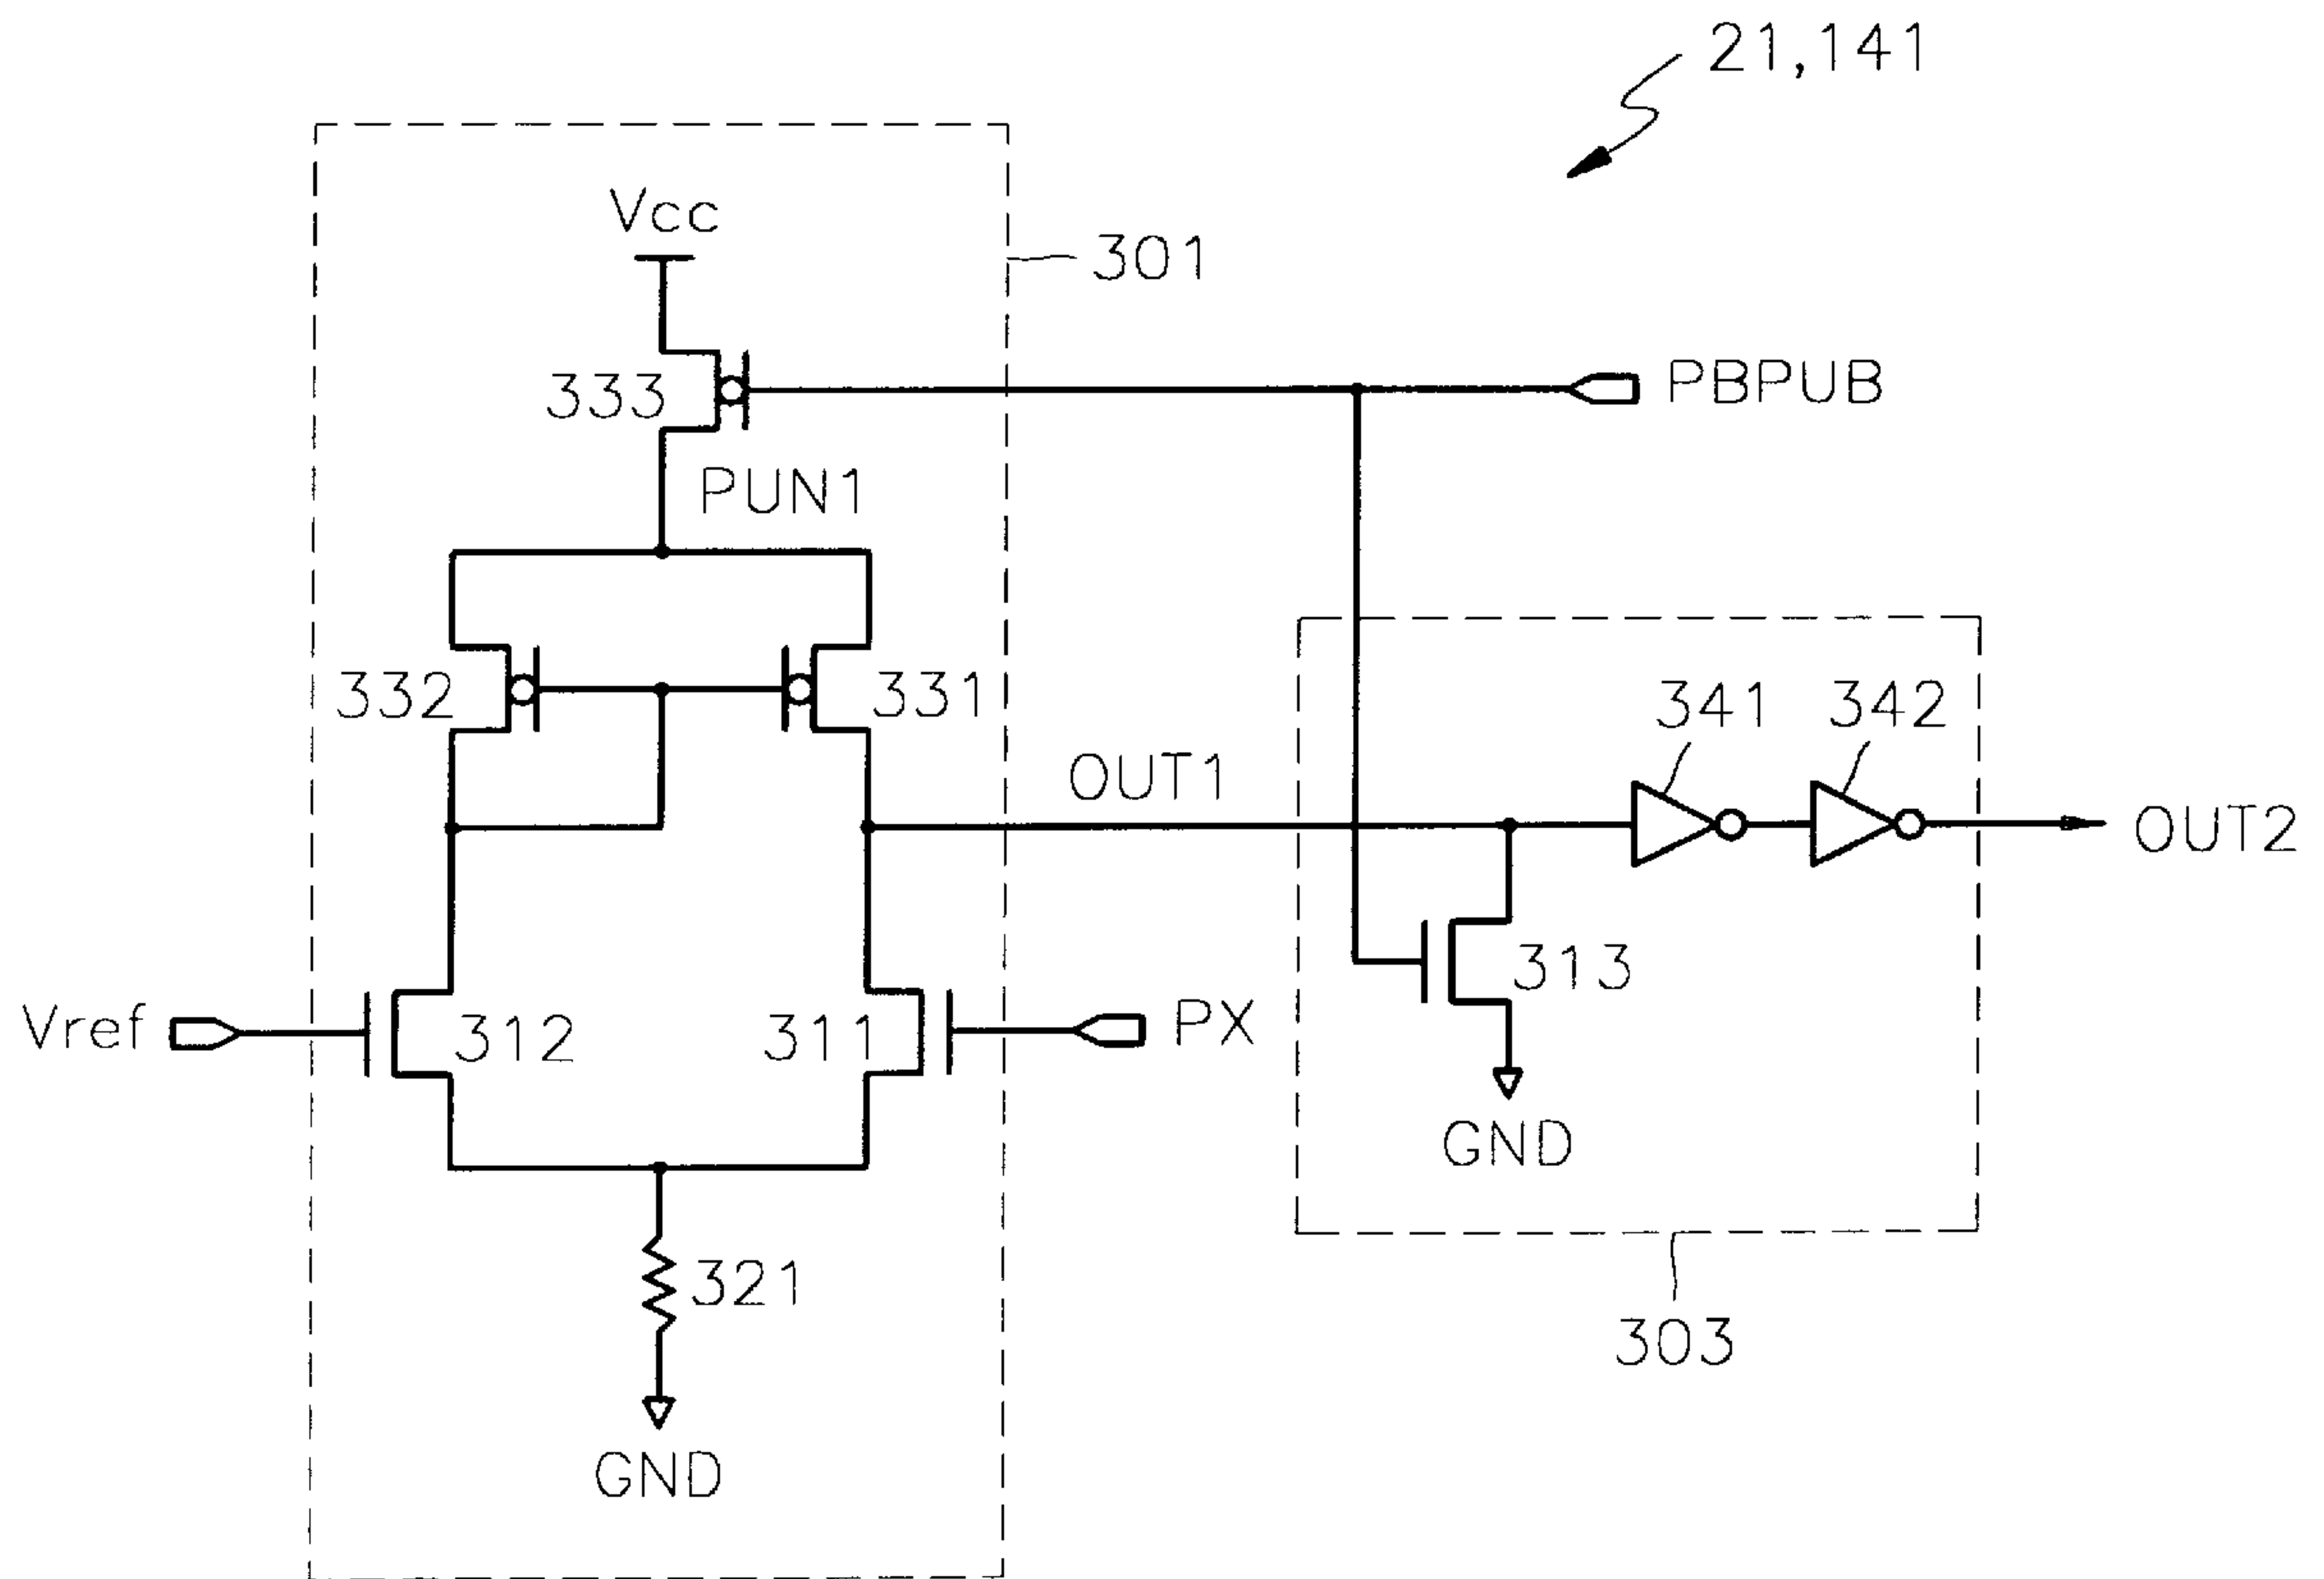 21,141
Vcc
301
333
PBPUB
PUN1
332
331
341
342
OUT1
OUT2
313
Vref
312
311
PX
GND
321
303
GND